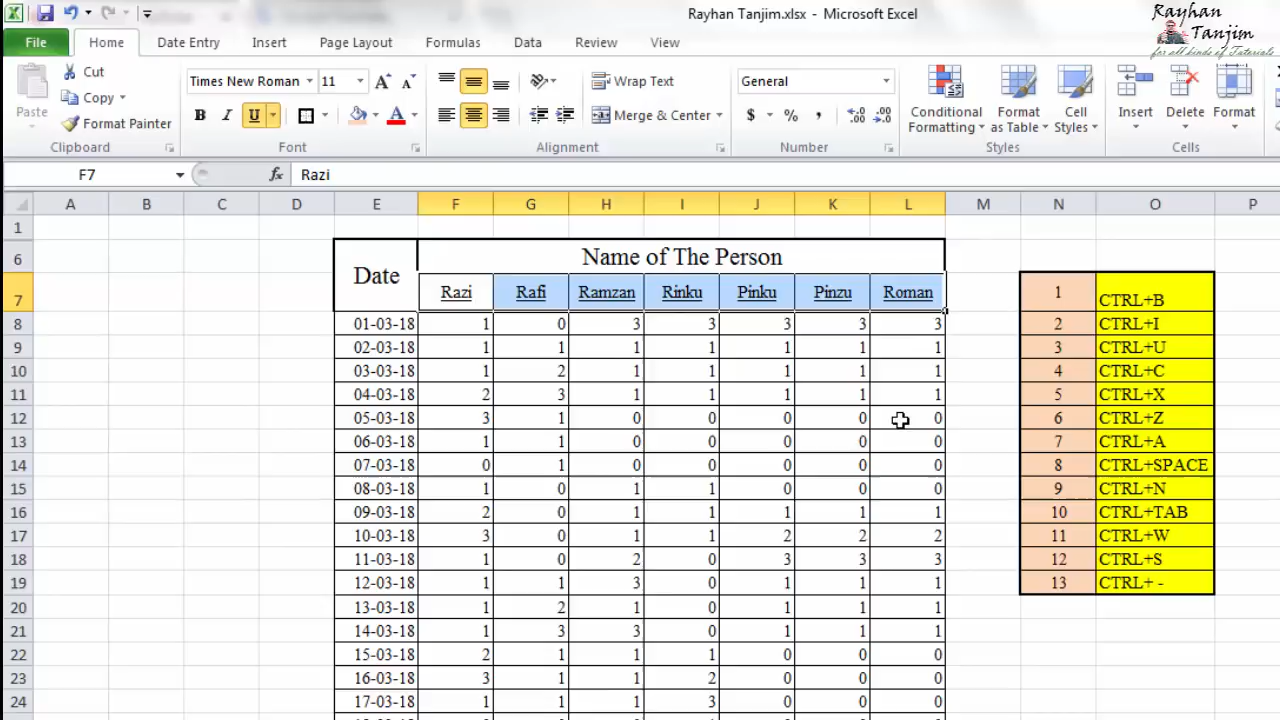 Rayhan Tanjim.xlsx - Microsoft Excel
Rayhan
Tanjim
for all kinds of Tutorials
File Home Date Entry Insert Page Layout Formulas Data Review View
Paste Cut Copy Format Painter
Times New Roman 11
B I U
Wrap Text
Merge & Center
General
$ % ,
Conditional Formatting Format as Table Cell Styles Insert Delete Format
Clipboard Font Alignment Number Styles Cells
F7 fx Razi
A B C D E F G H I J K L M N O P
1
6 Date Name of The Person
7 Razi Rafi Ramzan Rinku Pinku Pinzu Roman 1 CTRL+B
8 01-03-18 1 0 3 3 3 3 3 2 CTRL+I
9 02-03-18 1 1 1 1 1 1 1 3 CTRL+U
10 03-03-18 1 2 1 1 1 1 1 4 CTRL+C
11 04-03-18 2 3 1 1 1 1 1 5 CTRL+X
12 05-03-18 3 1 0 0 0 0 0 6 CTRL+Z
13 06-03-18 1 1 0 0 0 0 0 7 CTRL+A
14 07-03-18 0 1 0 0 0 0 0 8 CTRL+SPACE
15 08-03-18 1 0 1 1 0 0 0 9 CTRL+N
16 09-03-18 2 0 1 1 1 1 1 10 CTRL+TAB
17 10-03-18 3 0 1 1 2 2 2 11 CTRL+W
18 11-03-18 1 0 2 0 3 3 3 12 CTRL+S
19 12-03-18 1 1 3 0 1 1 1 13 CTRL+ -
20 13-03-18 1 2 1 0 1 1 1
21 14-03-18 1 3 3 0 1 1 1
22 15-03-18 2 1 1 1 0 0 0
23 16-03-18 3 1 1 2 0 0 0
24 17-03-18 1 1 1 3 0 0 0